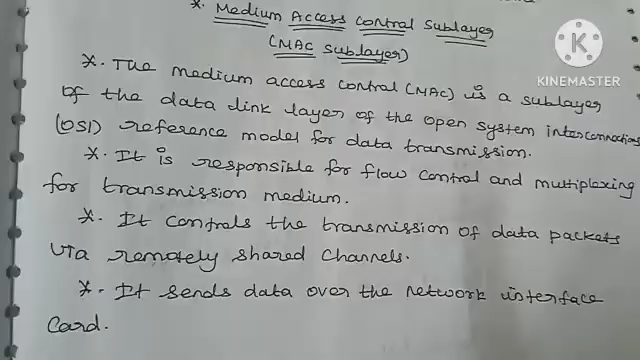 *. Medium Access Control Sublayer
(MAC Sublayer)
KINEMASTER
*. The medium access control (MAC) is a sublayer
of the data link layer of the open system interconnections
(OSI) reference model for data transmission.
*. It is responsible for flow control and multiplexing
for transmission medium.
*. It controls the transmission of data packets
via remotely shared channels.
*. It sends data over the network interface
card.